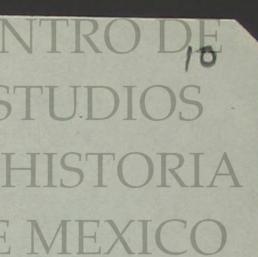 NTRO DE
10
STUDIOS
HISTORIA
E MEXICO